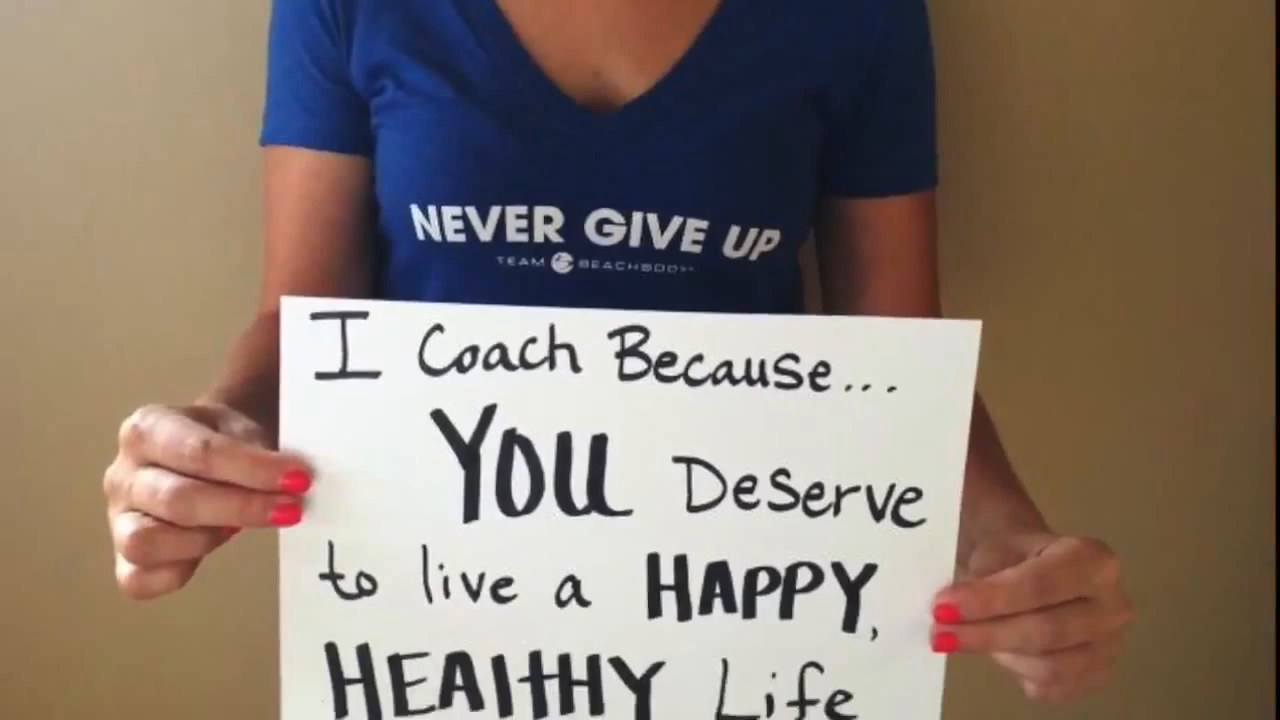 NEVER GIVE UP
TEAM BEACHBODY
I Coach Because...
YOU Deserve
to live a HAPPY,
HEAltHY Life